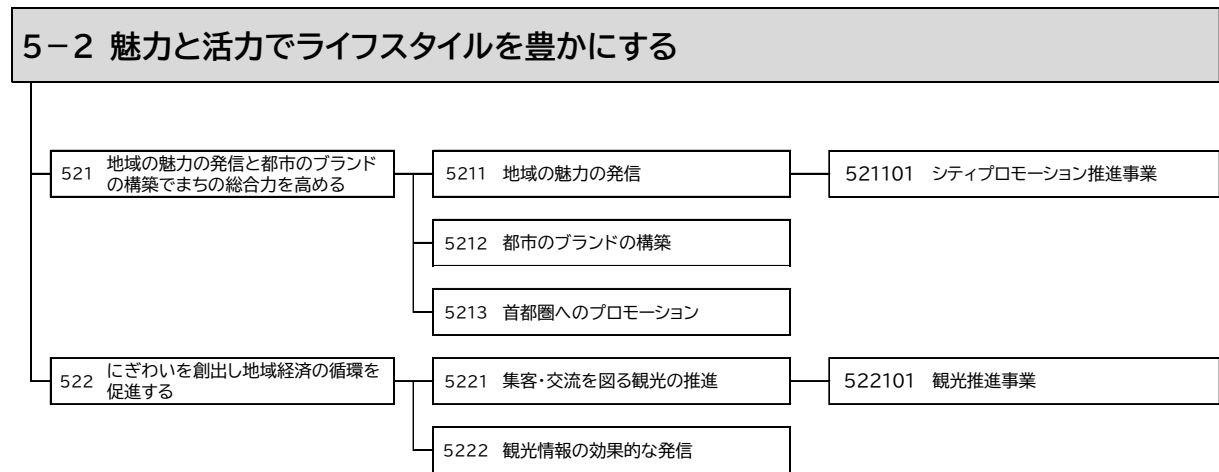 5－2 魅力と活力でライフスタイルを豊かにする
521 地域の魅力の発信と都市のブランド
の構築でまちの総合力を高める
5211 地域の魅力の発信
521101 シティプロモーション推進事業
5212 都市のブランドの構築
5213 首都圏へのプロモーション
522 にぎわいを創出し地域経済の循環を
促進する
5221 集客・交流を図る観光の推進
522101 観光推進事業
5222 観光情報の効果的な発信